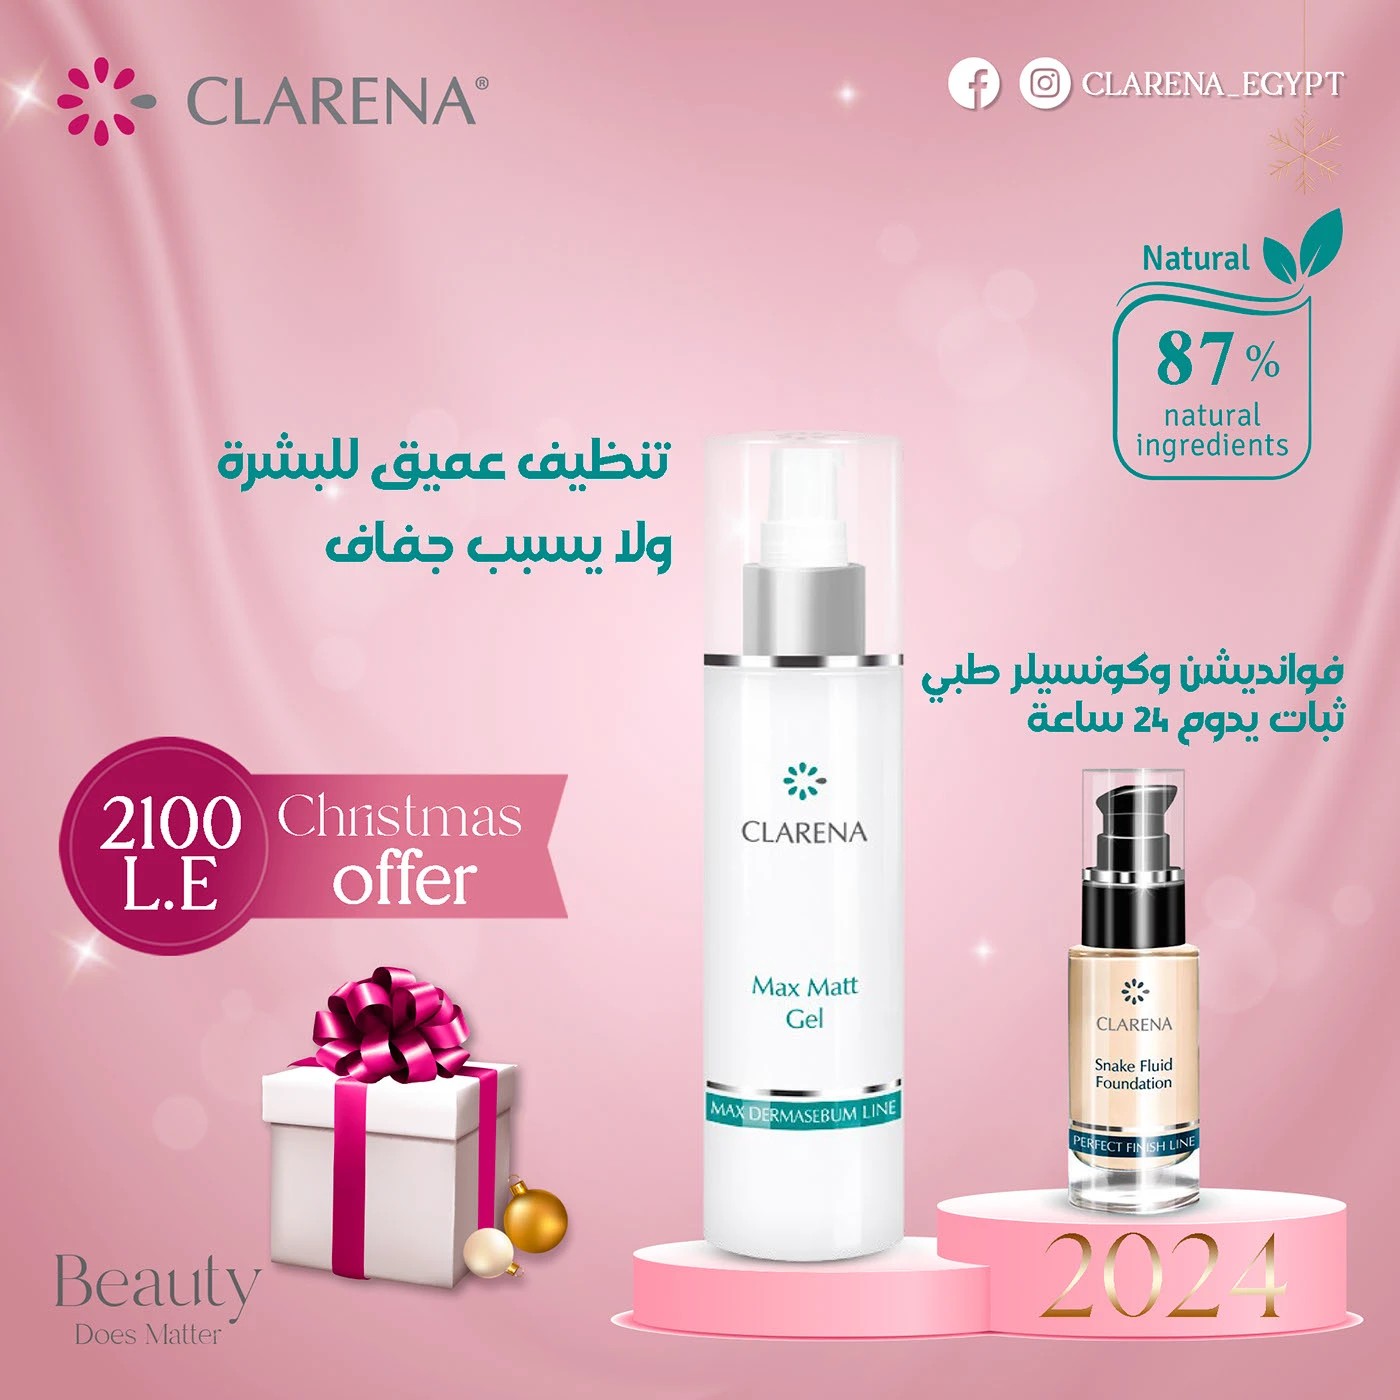 CLARENA®
CLARENA_EGYPT
Natural
87%
natural
ingredients
تنظيف عميق للبشرة
ولا يسبب جفاف
فوانديشن وكونسيلر طبي
ثبات يدوم 24 ساعة
2100
L.E
Christmas
offer
CLARENA
Max Matt
Gel
MAX DERMASEBUM LINE
CLARENA
Snake Fluid
Foundation
PERFECT FINISH LINE
2024
Beauty
Does Matter